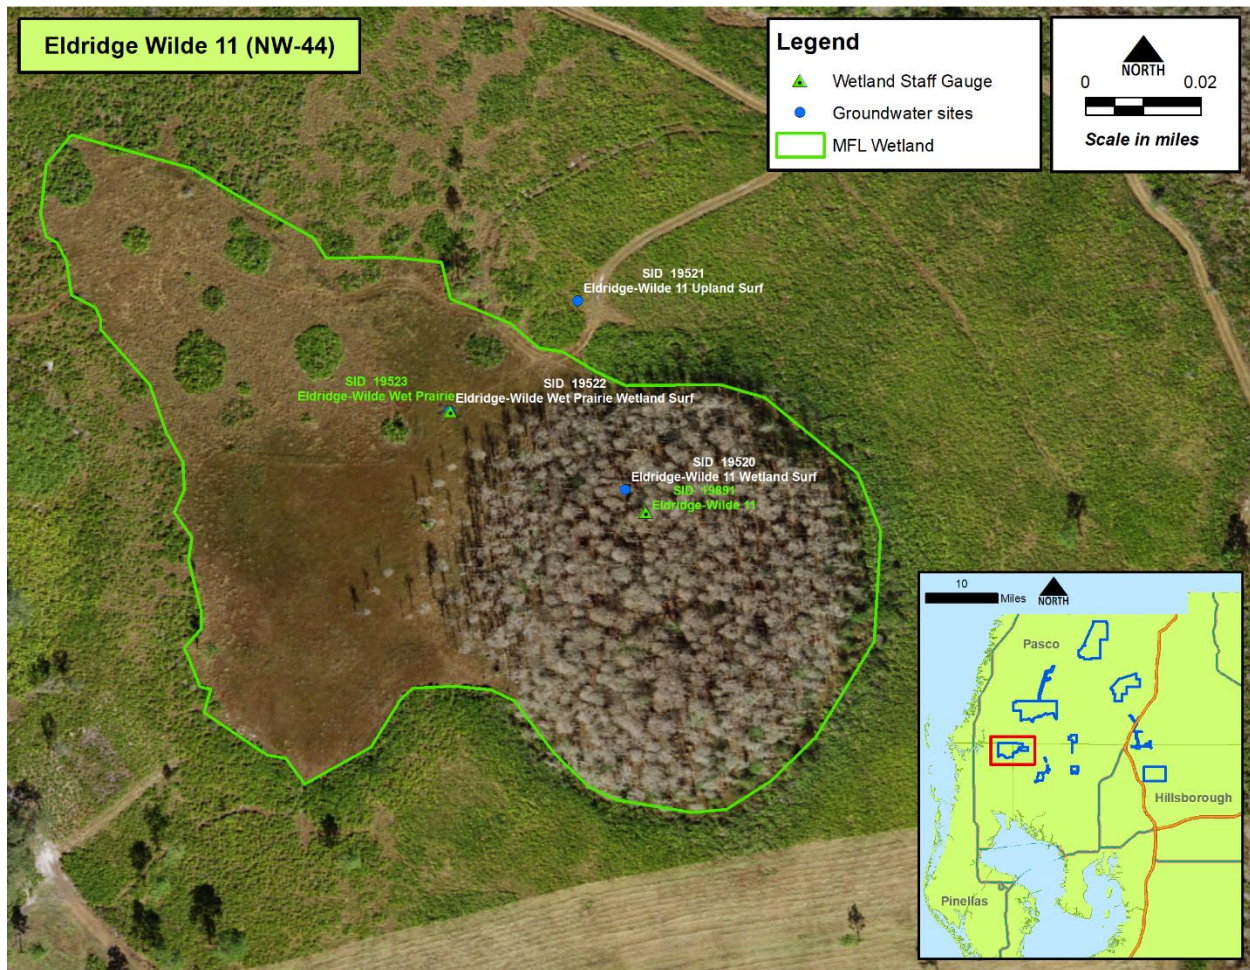 Eldridge Wilde 11 (NW-44)
Legend
Wetland Staff Gauge
Groundwater sites
MFL Wetland
NORTH
0 0.02
Scale in miles
SID 19521
Eldridge-Wilde 11 Upland Surf
SID 19523
Eldridge-Wilde Wet Prairie
SID 19522
Eldridge-Wilde Wet Prairie Wetland Surf
SID 19520
Eldridge-Wilde 11 Wetland Surf
SID 19891
Eldridge-Wilde 11
10
Miles
NORTH
Pasco
Hillsborough
Pinellas